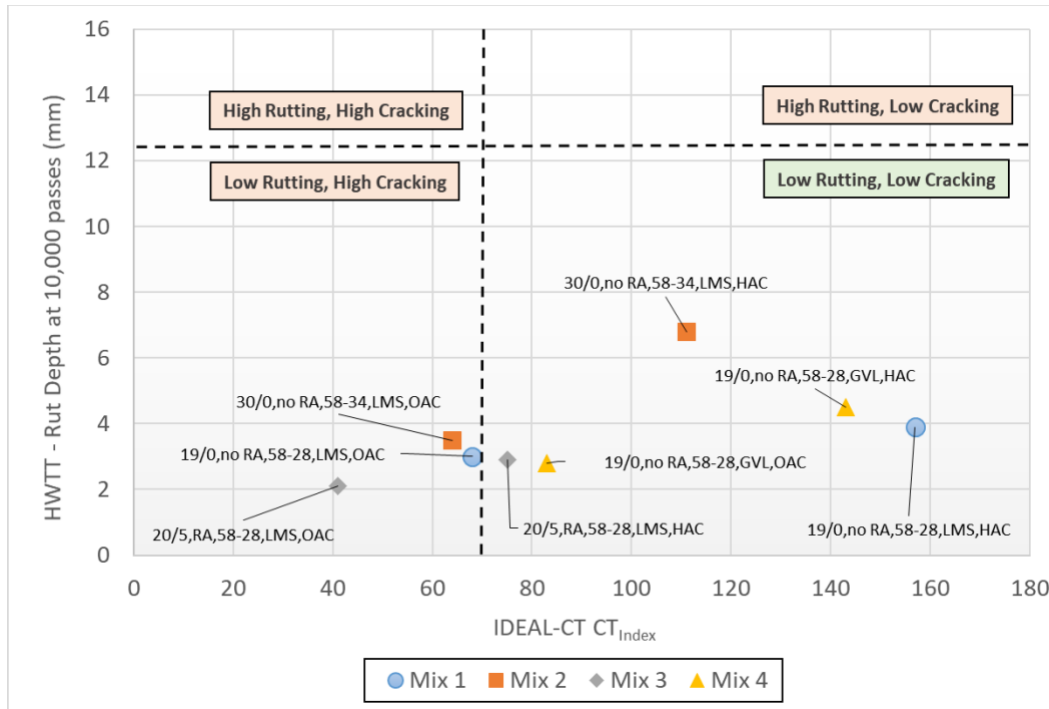 16
14
12
10
8
6
4
2
0
HWTT - Rut Depth at 10,000 passes (mm)
High Rutting, High Cracking
High Rutting, Low Cracking
Low Rutting, High Cracking
Low Rutting, Low Cracking
30/0,no RA,58-34,LMS,HAC
19/0,no RA,58-28,GVL,HAC
30/0,no RA,58-34,LMS,OAC
19/0,no RA,58-28,LMS,OAC
19/0,no RA,58-28,GVL,OAC
20/5,RA,58-28,LMS,OAC
20/5,RA,58-28,LMS,HAC
19/0,no RA,58-28,LMS,HAC
0 20 40 60 80 100 120 140 160 180
IDEAL-CT CTIndex
Mix 1 Mix 2 Mix 3 Mix 4